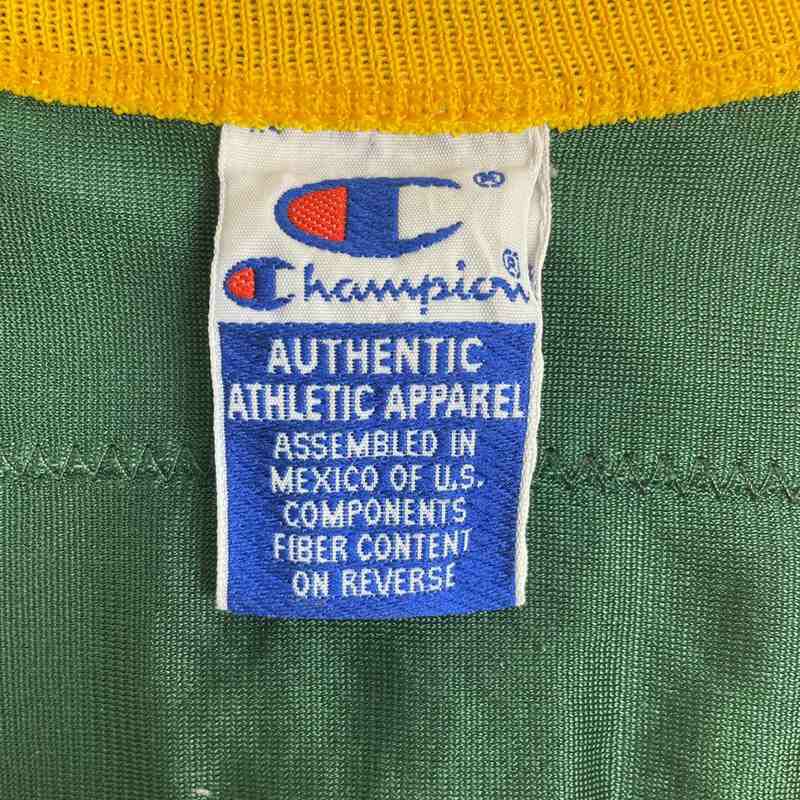 Champion
AUTHENTIC
ATHLETIC APPAREL
ASSEMBLED IN
MEXICO OF U.S.
COMPONENTS
FIBER CONTENT
ON REVERSE